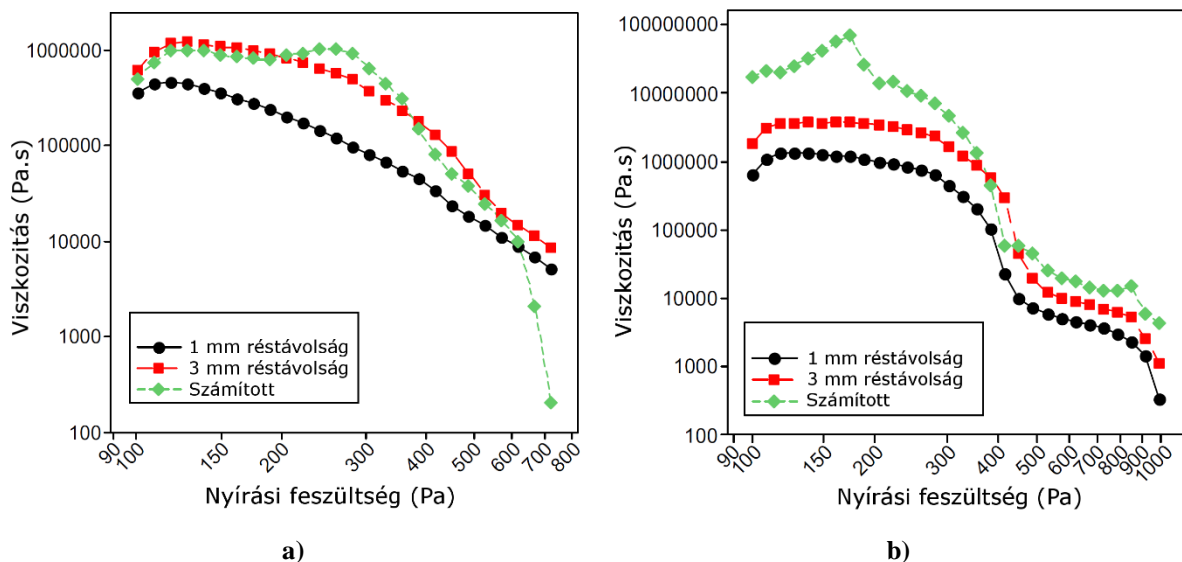 Viszkozitás (Pa.s)
1000000
100000
10000
1000
100
90
100
150
200
300
400
500
600
700
800
Nyírási feszültség (Pa)
1 mm réstávolság
3 mm réstávolság
Számított
a)
Viszkozitás (Pa.s)
100000000
10000000
1000000
100000
10000
1000
100
90
100
150
200
300
400
500
600
700
800
900
1000
Nyírási feszültség (Pa)
1 mm réstávolság
3 mm réstávolság
Számított
b)